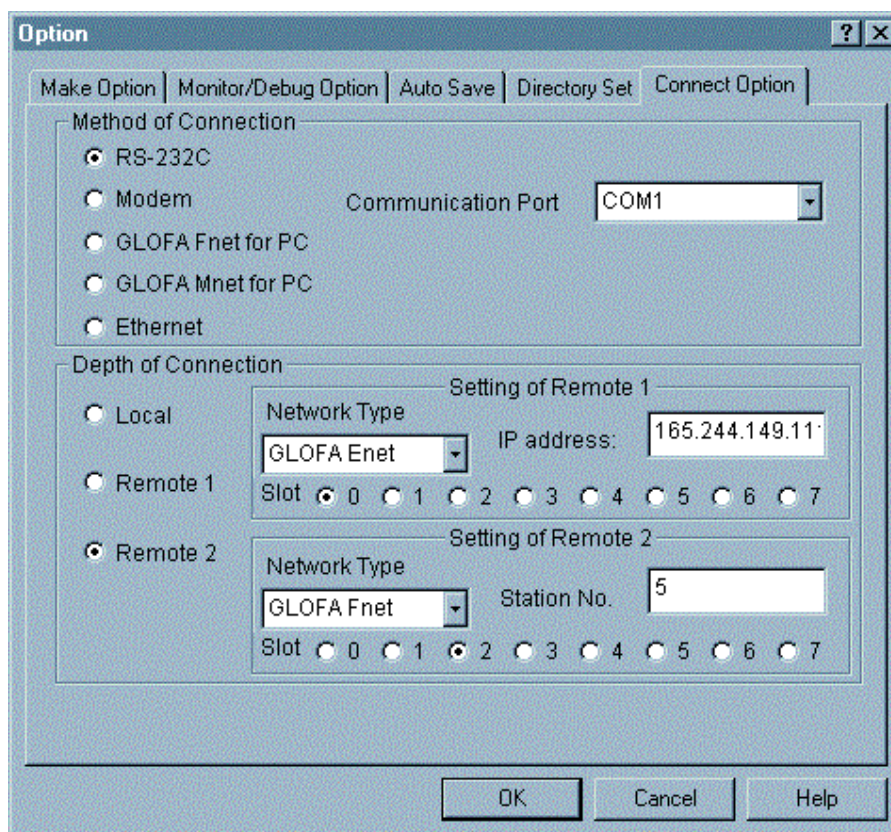 Option
Make Option Monitor/Debug Option Auto Save Directory Set Connect Option
Method of Connection
RS-232C
Modem Communication Port COM1
GLOFA Fnet for PC
GLOFA Mnet for PC
Ethernet
Depth of Connection
Setting of Remote 1
Local Network Type IP address: 165.244.149.11
GLOFA Enet
Remote 1 Slot 0 1 2 3 4 5 6 7
Setting of Remote 2
Remote 2 Network Type Station No. 5
GLOFA Fnet
Slot 0 1 2 3 4 5 6 7
OK Cancel Help